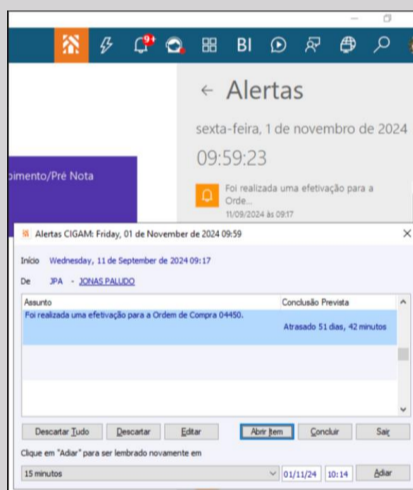 9+
BI
Alertas
sexta-feira, 1 de novembro de 2024
09:59:23
bimento/Pré Nota
Foi realizada uma efetivação para a
Orde...
11/09/2024 às 09:17
Alertas CIGAM: Friday, 01 de November de 2024 09:59
Início Wednesday, 11 de September de 2024 09:17
De JPA - JONAS PALUDO
Assunto Conclusão Prevista
Foi realizada uma efetivação para a Ordem de Compra 04450.
Atrasado 51 dias, 42 minutos
Descartar Tudo Descartar Editar Abrir Item Concluir Sair
Clique em "Adiar" para ser lembrado novamente em
15 minutos 01/11/24 10:14 Adiar